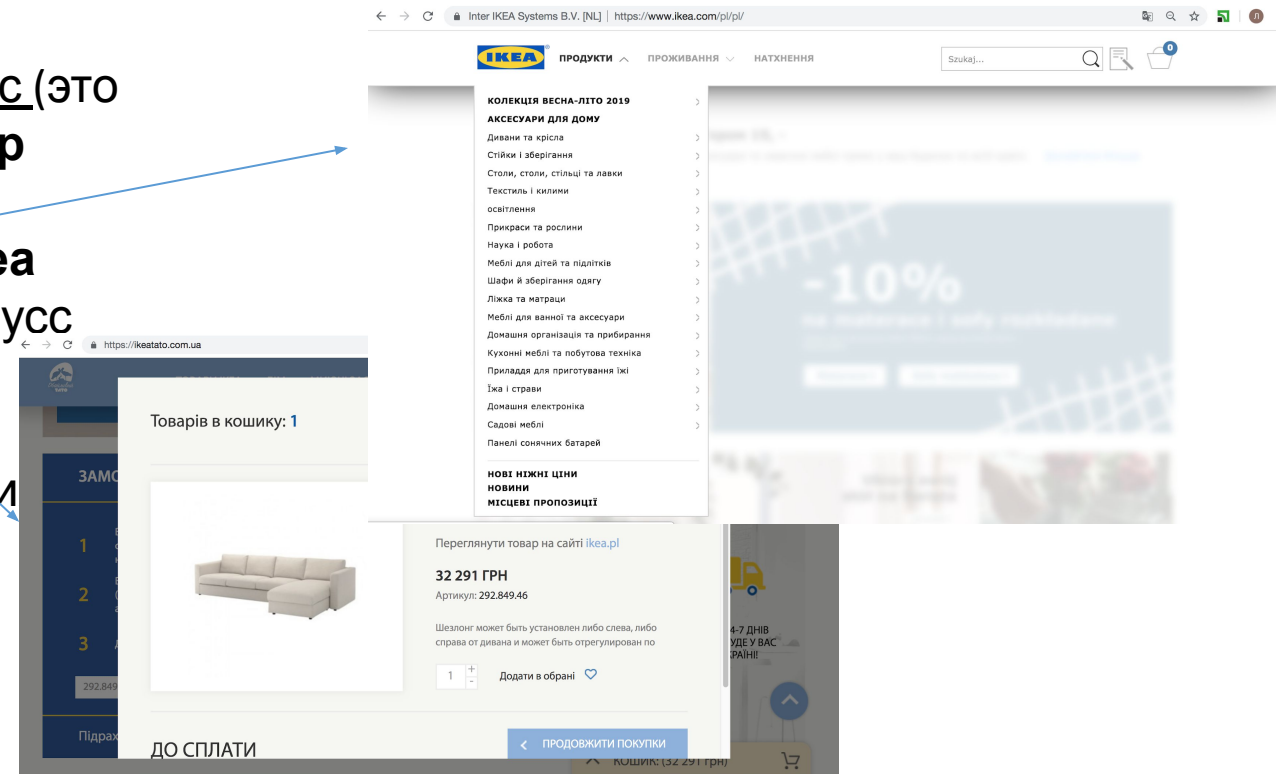 с (это
р
еа
усс
и
Inter IKEA Systems B.V. [NL] | https://www.ikea.com/pl/pl/
Л
IKEA ®
ПРОДУКТИ
ПРОЖИВАННЯ
НАТХНЕННЯ
Szukaj...
0
КОЛЕКЦІЯ ВЕСНА-ЛІТО 2019
АКСЕСУАРИ ДЛЯ ДОМУ
Дивани та крісла
Стійки і зберігання
Столи, столи, стільці та лавки
Текстиль і килими
освітлення
Прикраси та рослини
Наука і робота
Меблі для дітей та підлітків
Шафи й зберігання одягу
Ліжка та матраци
Меблі для ванної та аксесуари
Домашня організація та прибирання
Кухонні меблі та побутова техніка
Приладдя для приготування їжі
Їжа і страви
Домашня електроніка
Садові меблі
Панелі сонячних батарей
НОВІ НІЖНІ ЦІНИ
НОВИНИ
МІСЦЕВІ ПРОПОЗИЦІЇ
-10%
na materace i sofy rozkładane
https://ikeatato.com.ua
Товарів в кошику: 1
ЗАМО
1
2
3
292.849
Підрах
Переглянути товар на сайті ikea.pl
32 291 ГРН
Артикул: 292.849.46
Шезлонг может быть установлен либо слева, либо
справа от дивана и может быть отрегулирован по
1 + -
Додати в обрані
ДО СПЛАТИ
ПРОДОВЖИТИ ПОКУПКИ
4-7 ДНІВ
УДЕ У ВАС
КРАЇНІ!
КОШИК: (32 291 грн)